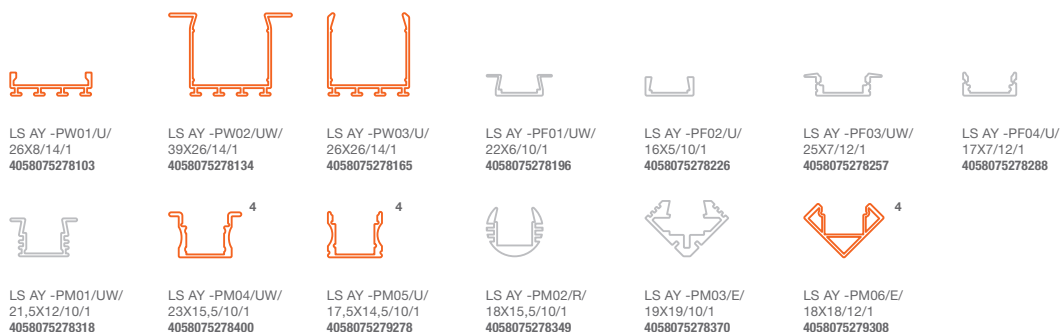 LS AY -PW01/U/
26X8/14/1
4058075278103
LS AY -PW02/UW/
39X26/14/1
4058075278134
LS AY -PW03/U/
26X26/14/1
4058075278165
LS AY -PF01/UW/
22X6/10/1
4058075278196
LS AY -PF02/U/
16X5/10/1
4058075278226
LS AY -PF03/UW/
25X7/12/1
4058075278257
LS AY -PF04/U/
17X7/12/1
4058075278288
LS AY -PM01/UW/
21,5X12/10/1
4058075278318
4
LS AY -PM04/UW/
23X15,5/10/1
4058075278400
4
LS AY -PM05/U/
17,5X14,5/10/1
4058075279278
LS AY -PM02/R/
18X15,5/10/1
4058075278349
LS AY -PM03/E/
19X19/10/1
4058075278370
4
LS AY -PM06/E/
18X18/12/1
4058075279308